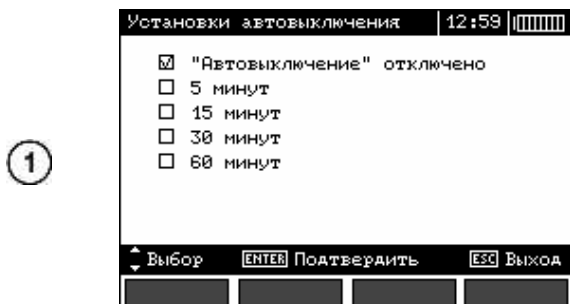 Установки автовыключения 12:59
"Автовыключение" отключено
5 минут
15 минут
30 минут
60 минут
1
Выбор ENTER Подтвердить ESC Выход